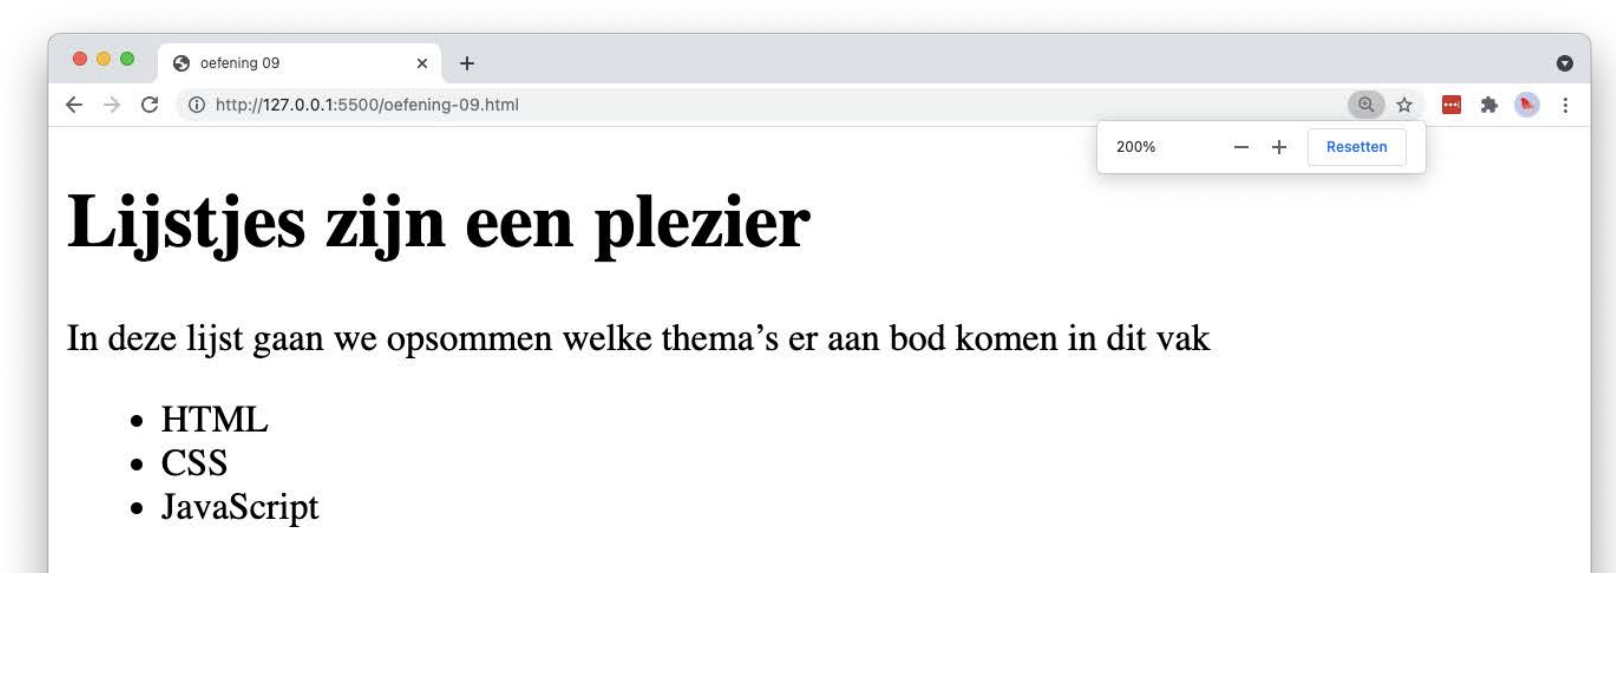 oefening 09
http://127.0.0.1:5500/oefening-09.html
200%
Resetten
Lijstjes zijn een plezier
In deze lijst gaan we opsommen welke thema’s er aan bod komen in dit vak
• HTML
• CSS
• JavaScript